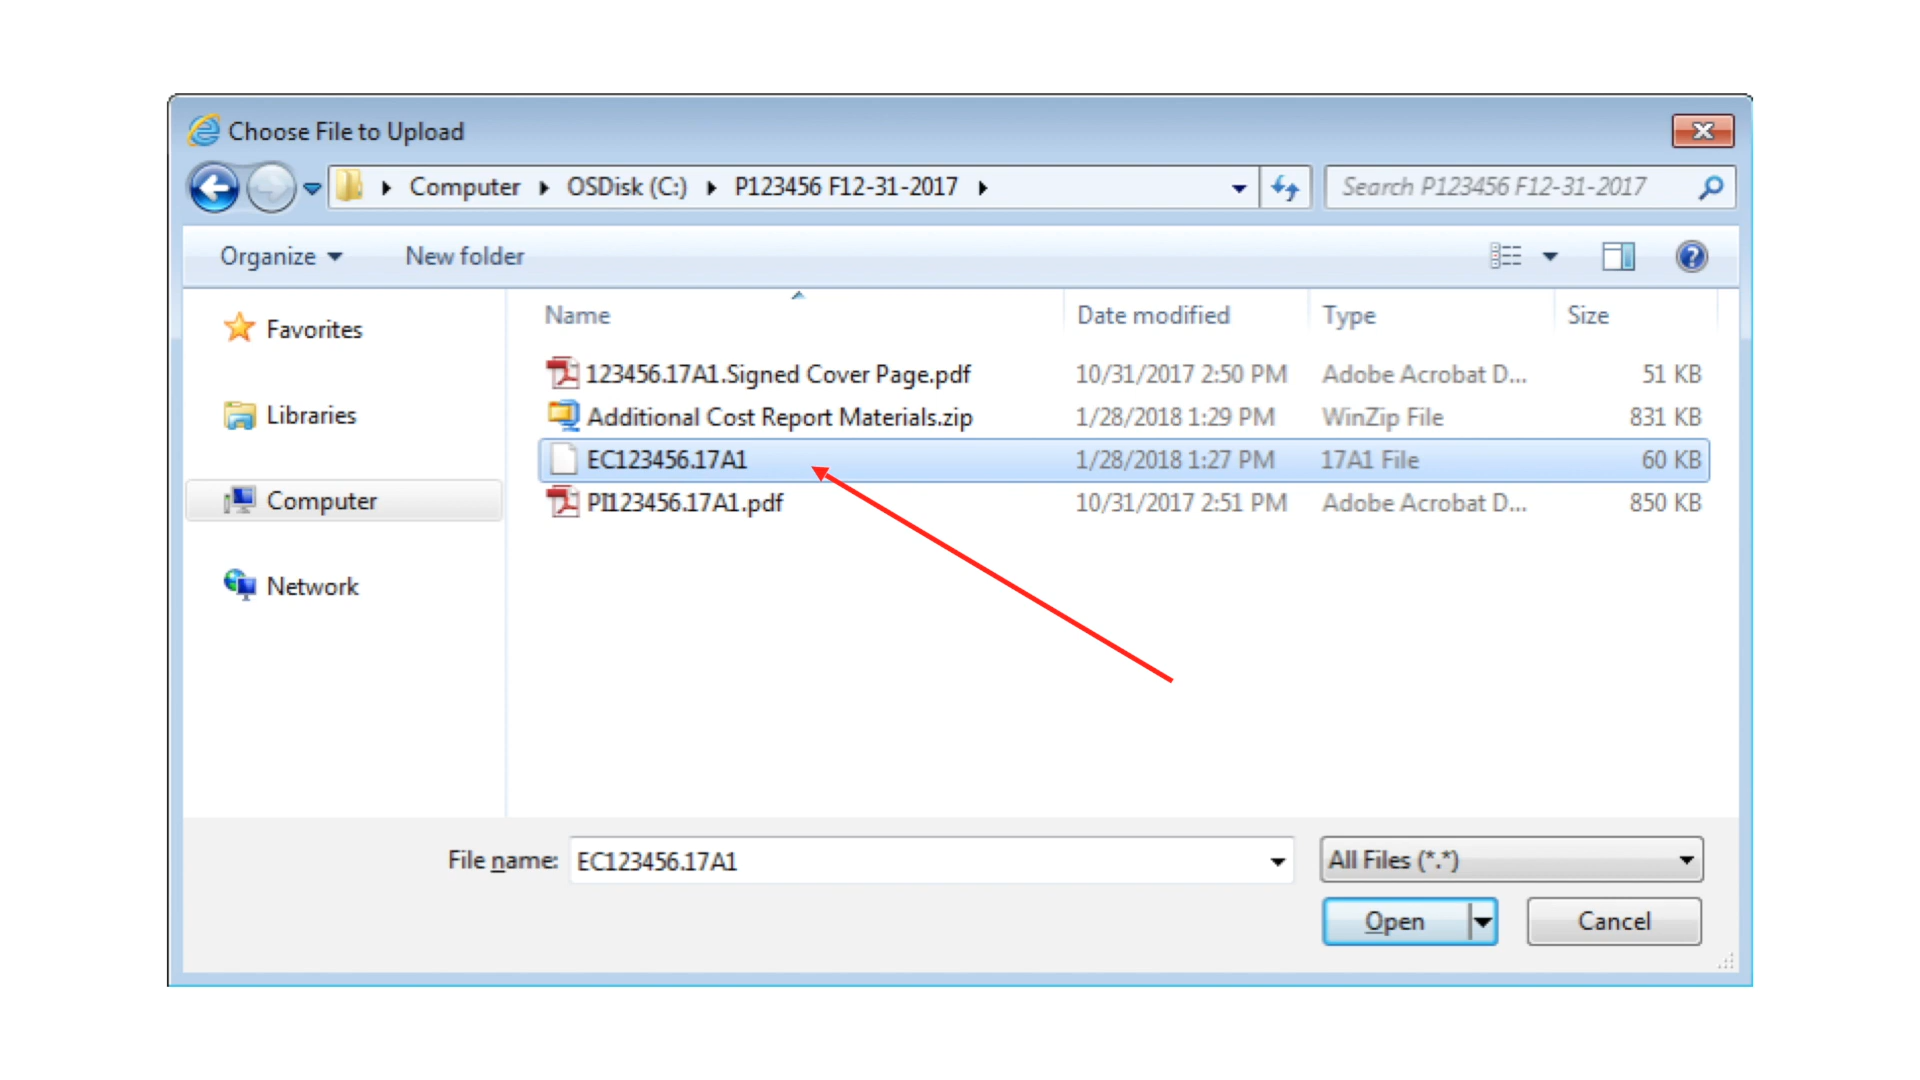 Choose File to Upload
Computer OSDisk (C:) P123456 F12-31-2017 Search P123456 F12-31-2017
Organize New folder
Name Date modified Type Size
Favorites
Libraries
Computer
Network
123456.17A1.Signed Cover Page.pdf 10/31/2017 2:50 PM Adobe Acrobat D... 51 KB
Additional Cost Report Materials.zip 1/28/2018 1:29 PM WinZip File 831 KB
EC123456.17A1 1/28/2018 1:27 PM 17A1 File 60 KB
PI123456.17A1.pdf 10/31/2017 2:51 PM Adobe Acrobat D... 850 KB
File name: EC123456.17A1 All Files (*.*)
Open Cancel